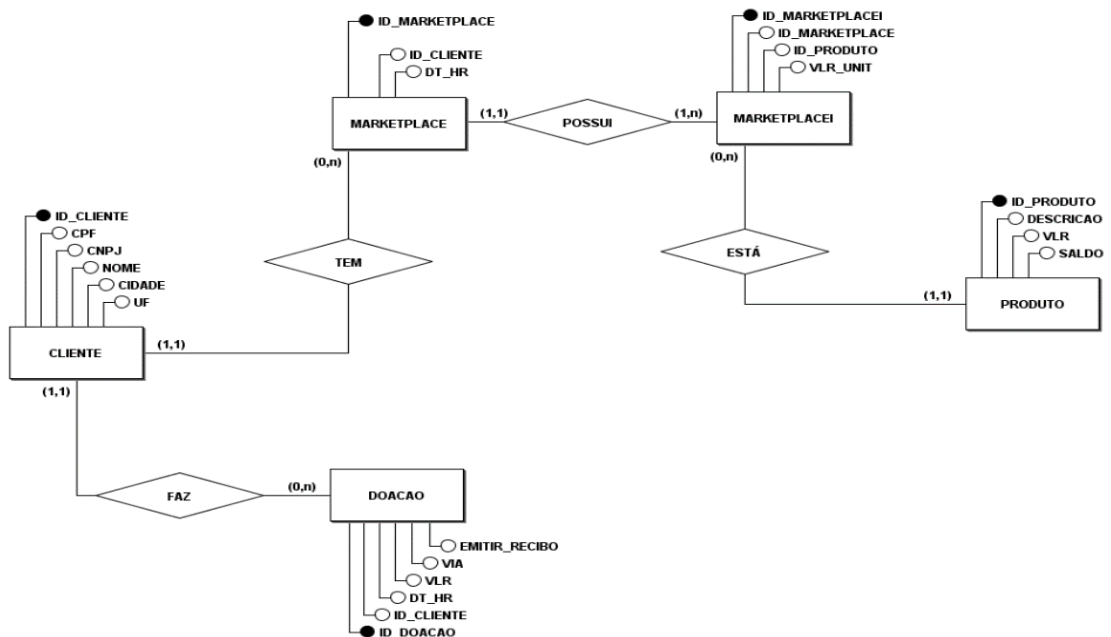 ID_MARKETPLACE
ID_CLIENTE
DT_HR
MARKETPLACE
(1,1)
POSSUI
(1,n)
ID_MARKETPLACEI
ID_MARKETPLACE
ID_PRODUTO
VLR_UNIT
MARKETPLACEI
(0,n)
(0,n)
TEM
ESTÁ
ID_PRODUTO
DESCRICAO
VLR
SALDO
PRODUTO
(1,1)
ID_CLIENTE
CPF
CNPJ
NOME
CIDADE
UF
CLIENTE
(1,1)
(1,1)
FAZ
(0,n)
DOACAO
EMITIR_RECIBO
VIA
VLR
DT_HR
ID_CLIENTE
ID_DOACAO